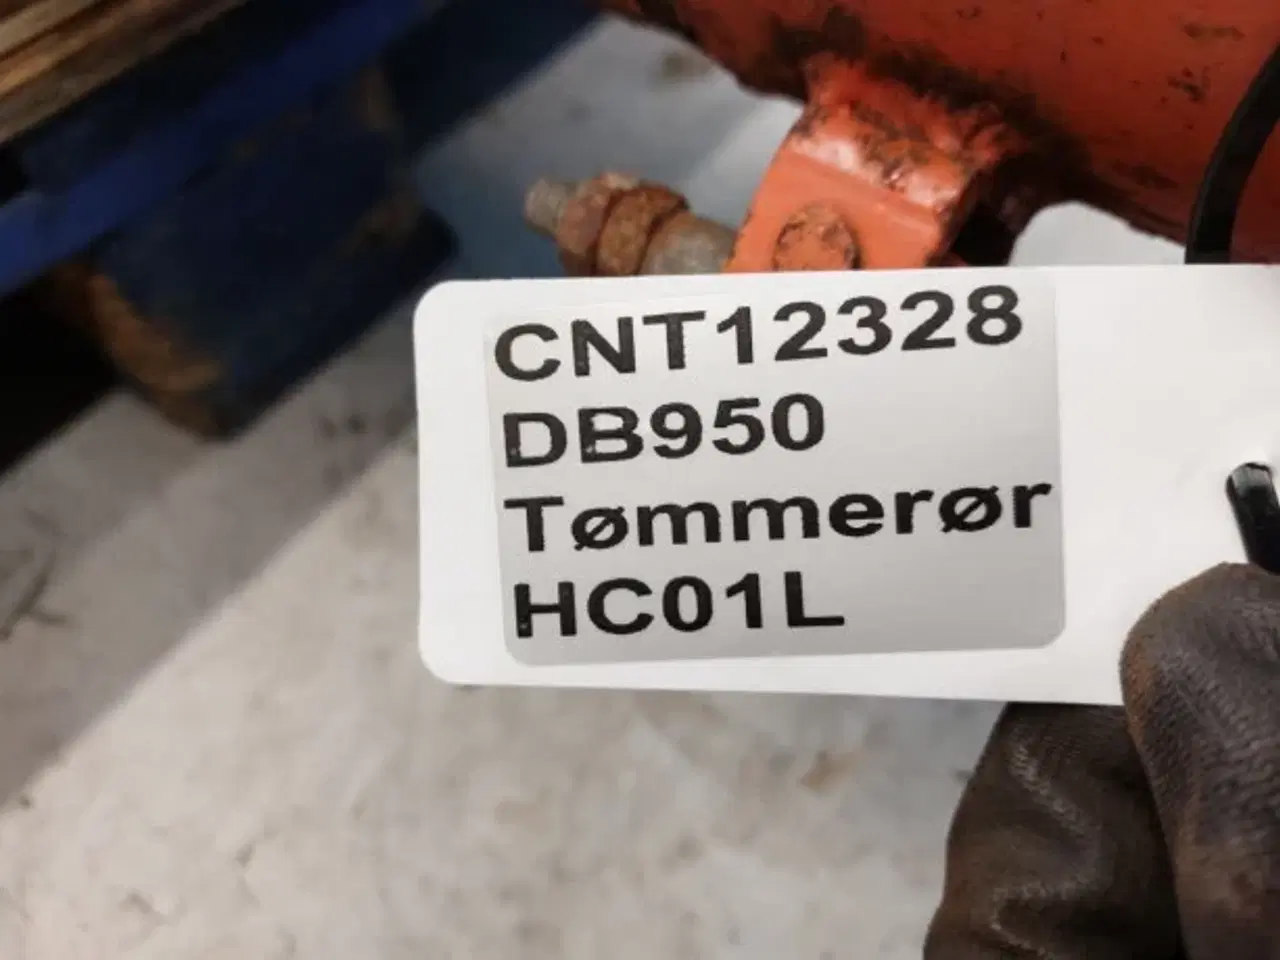 CNT12328
DB950
Tømmerør
HC01L